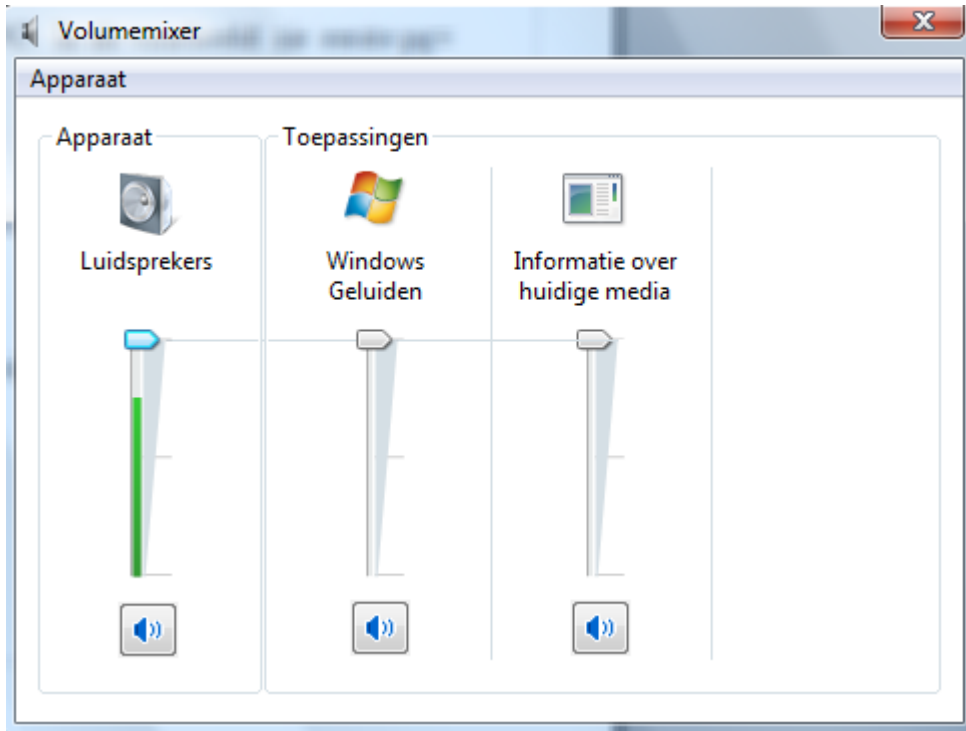 Volumemixer
Apparaat
Apparaat
Toepassingen
Luidsprekers
Windows
Geluiden
Informatie over
huidige media